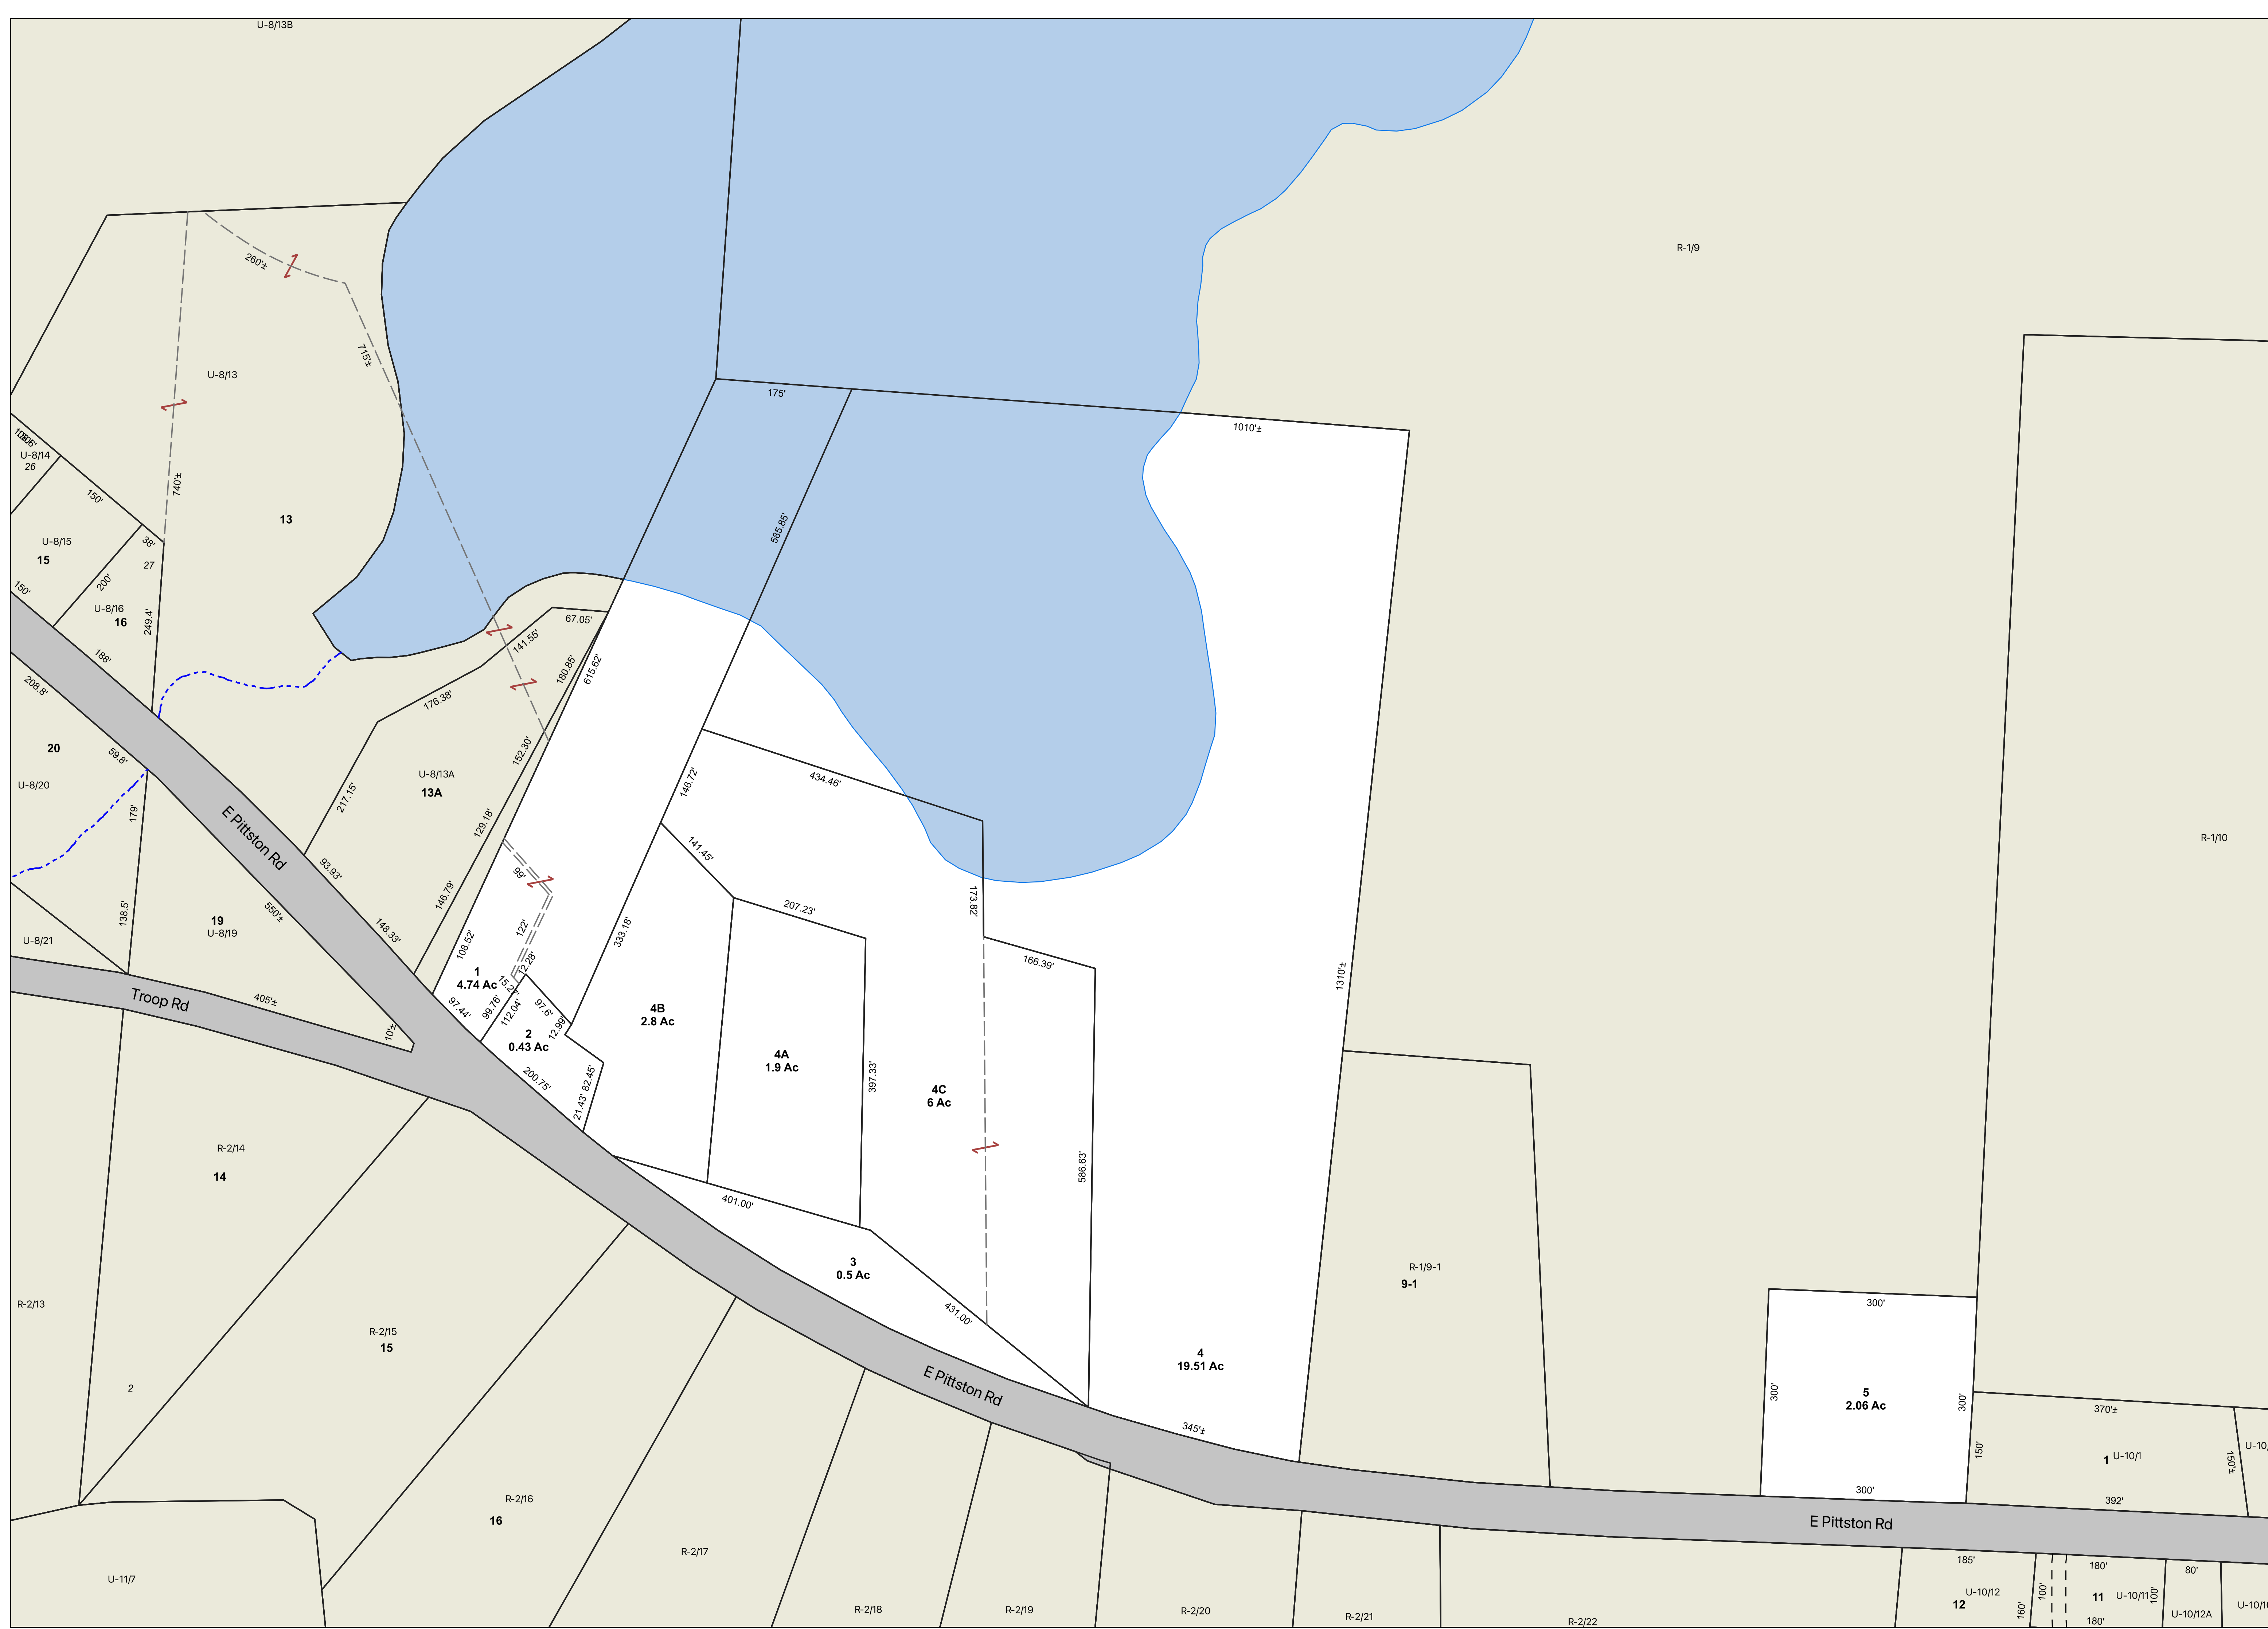 U-8/13B
R-1/9
260'±
715'±
U-8/13
175'
1010'±
U-8/14
26
740'±
150'
13
585.85'
U-8/15
15
38'
27
150'
200'
U-8/16
16
249.4'
67.05'
141.55'
188'
208.8'
180.85'
615.62'
176.38'
20
59.8'
152.30'
U-8/20
U-8/13A
13A
217.15'
146.72'
434.46'
179'
129.18'
E Pittston Rd
R-1/10
141.45'
93.93'
99'
146.79'
173.82'
207.23'
138.5'
550'±
19
U-8/19
148.33'
122'
333.18'
U-8/21
108.52'
166.39'
12.28'
1
4.74 Ac
1310'±
Troop Rd
405'±
97.44'
99.76'
112.04'
97.6'
12.99'
4B
2.8 Ac
10'±
2
0.43 Ac
4A
1.9 Ac
397.33'
200.75'
82.45'
21.43'
4C
6 Ac
R-2/14
14
586.63'
401.00'
3
0.5 Ac
R-1/9-1
9-1
R-2/13
431.00'
300'
R-2/15
15
4
19.51 Ac
E Pittston Rd
2
300'
5
2.06 Ac
300'
370'±
345'±
150'
1
U-10/1
150'±
U-10/
300'
392'
R-2/16
16
E Pittston Rd
R-2/17
185'
180'
80'
U-11/7
U-10/12
12
100'
160'
11
U-10/11
100'
180'
U-10/12A
U-10/10
R-2/18
R-2/19
R-2/20
R-2/21
R-2/22